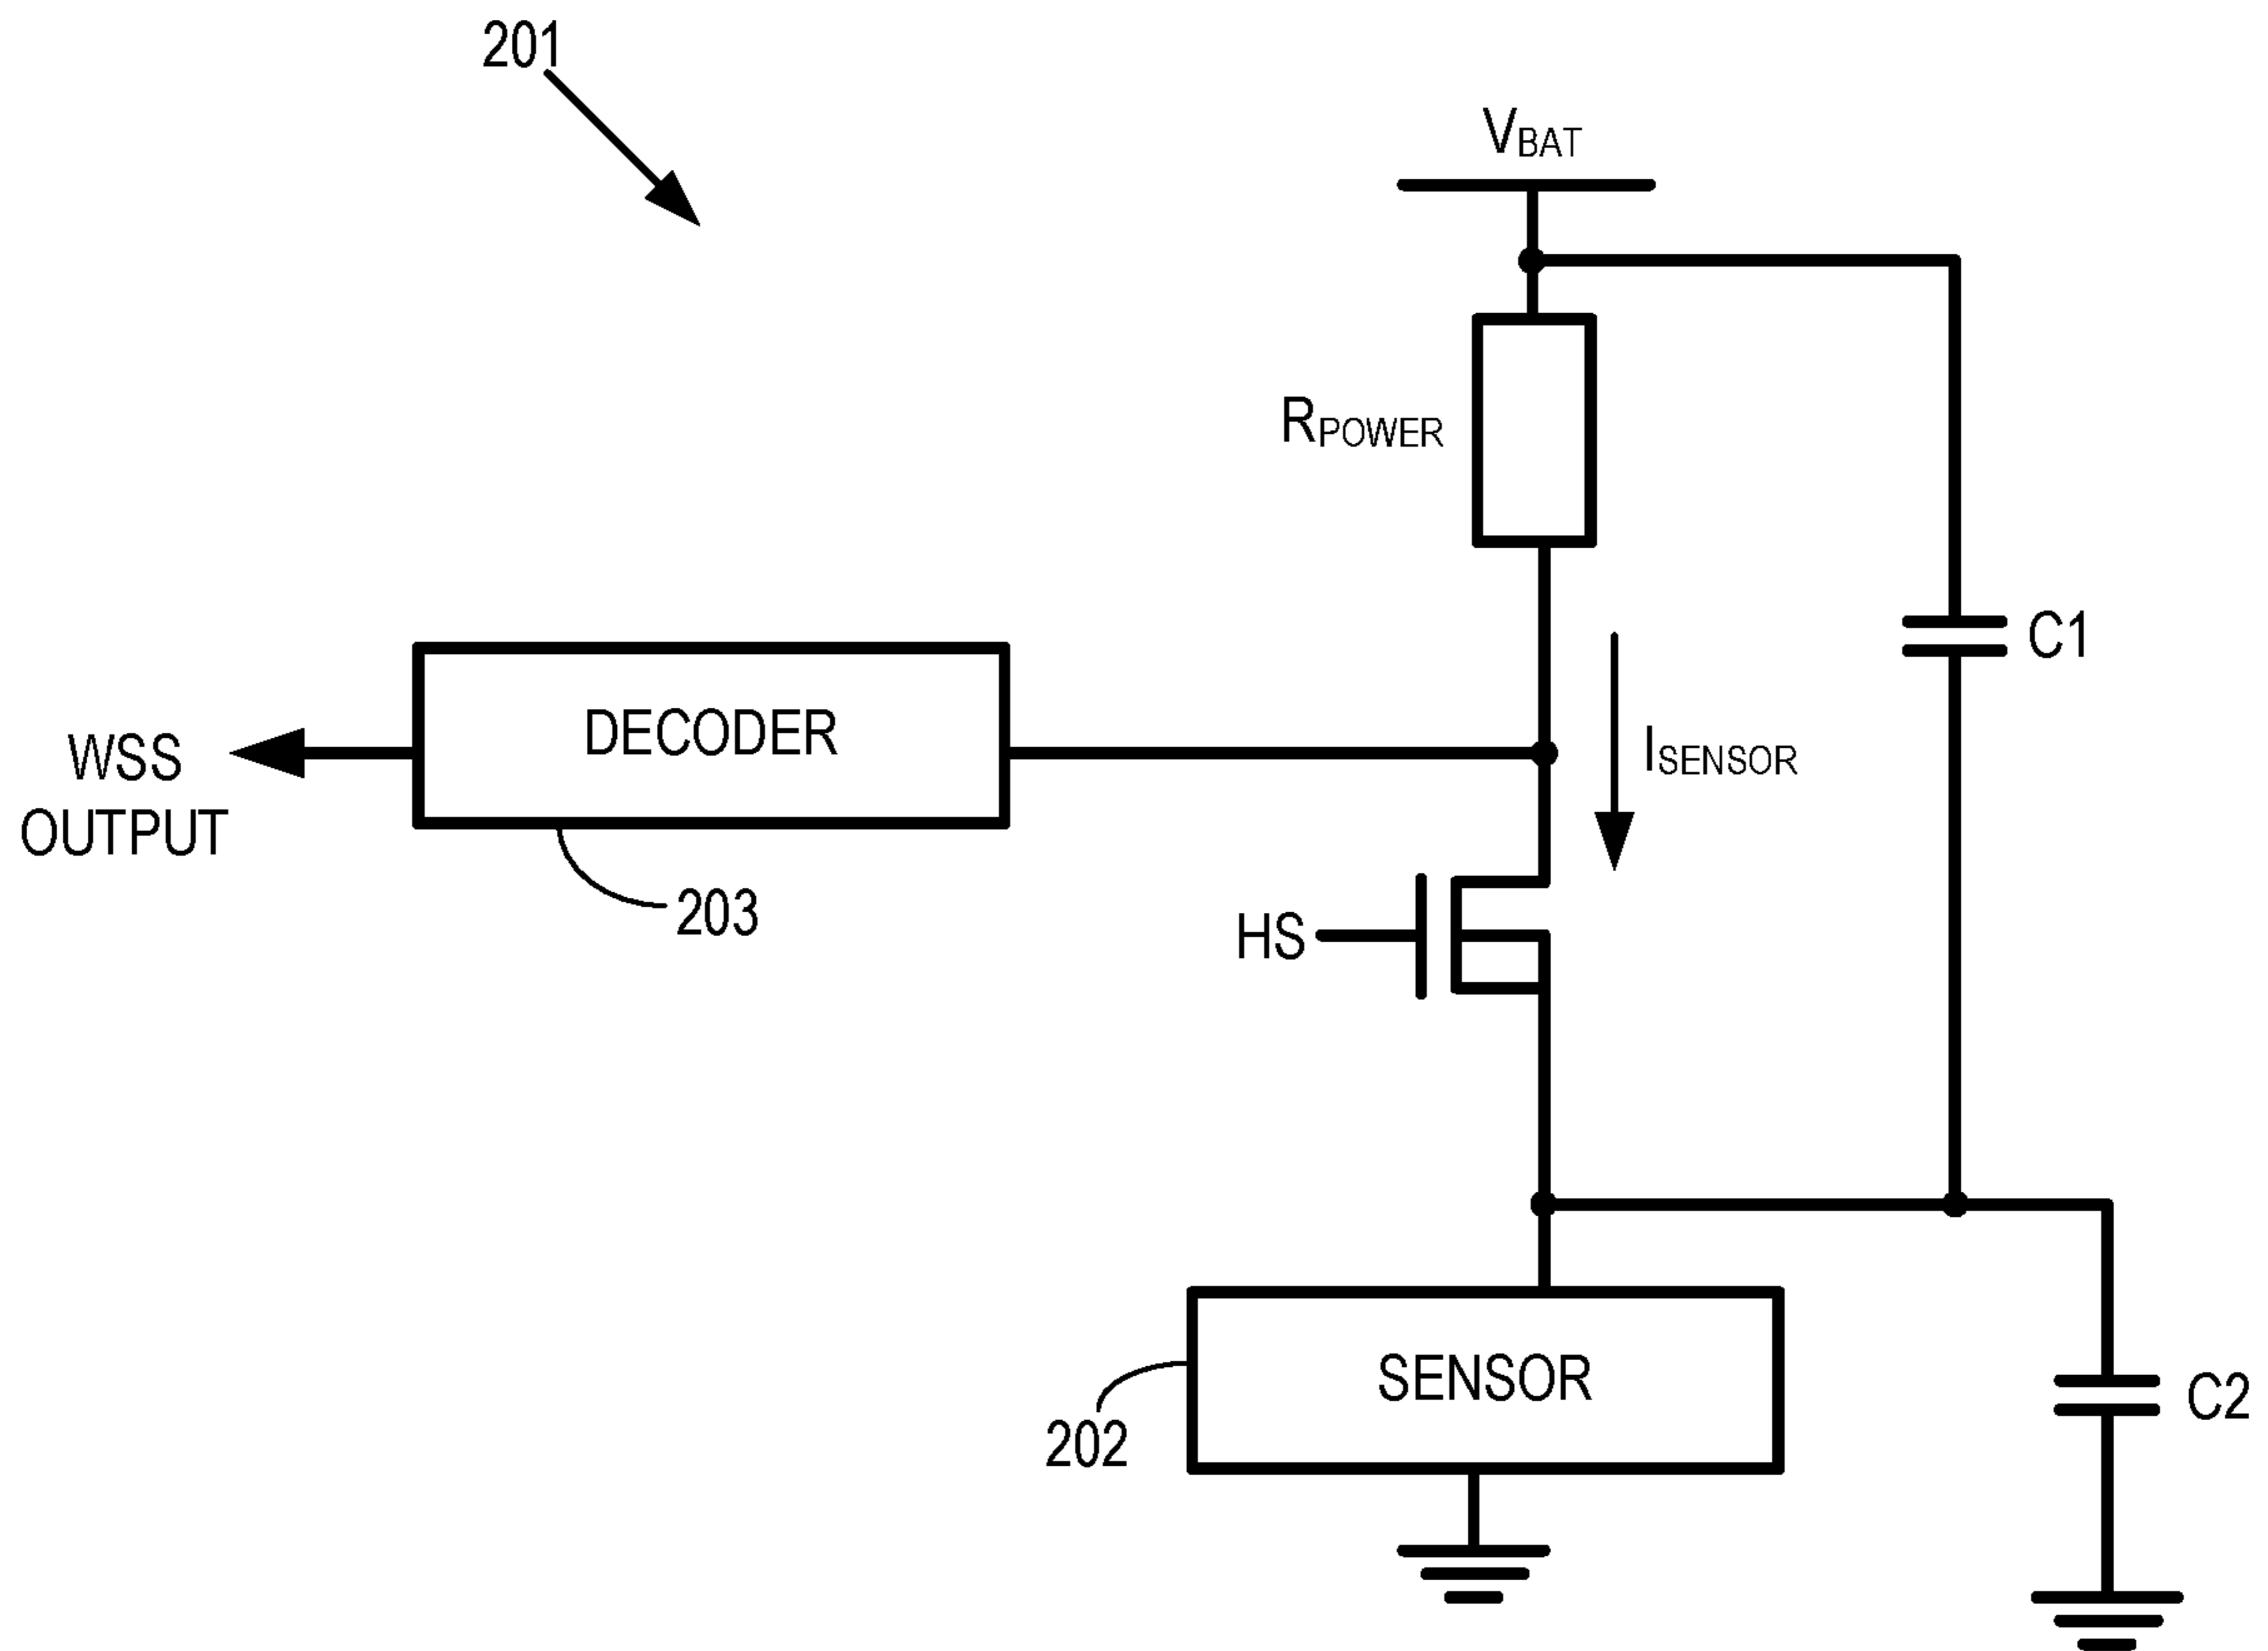 201
VBAT
RPOWER
C1
DECODER
WSS
OUTPUT
ISENSOR
203
HS
SENSOR
C2
202